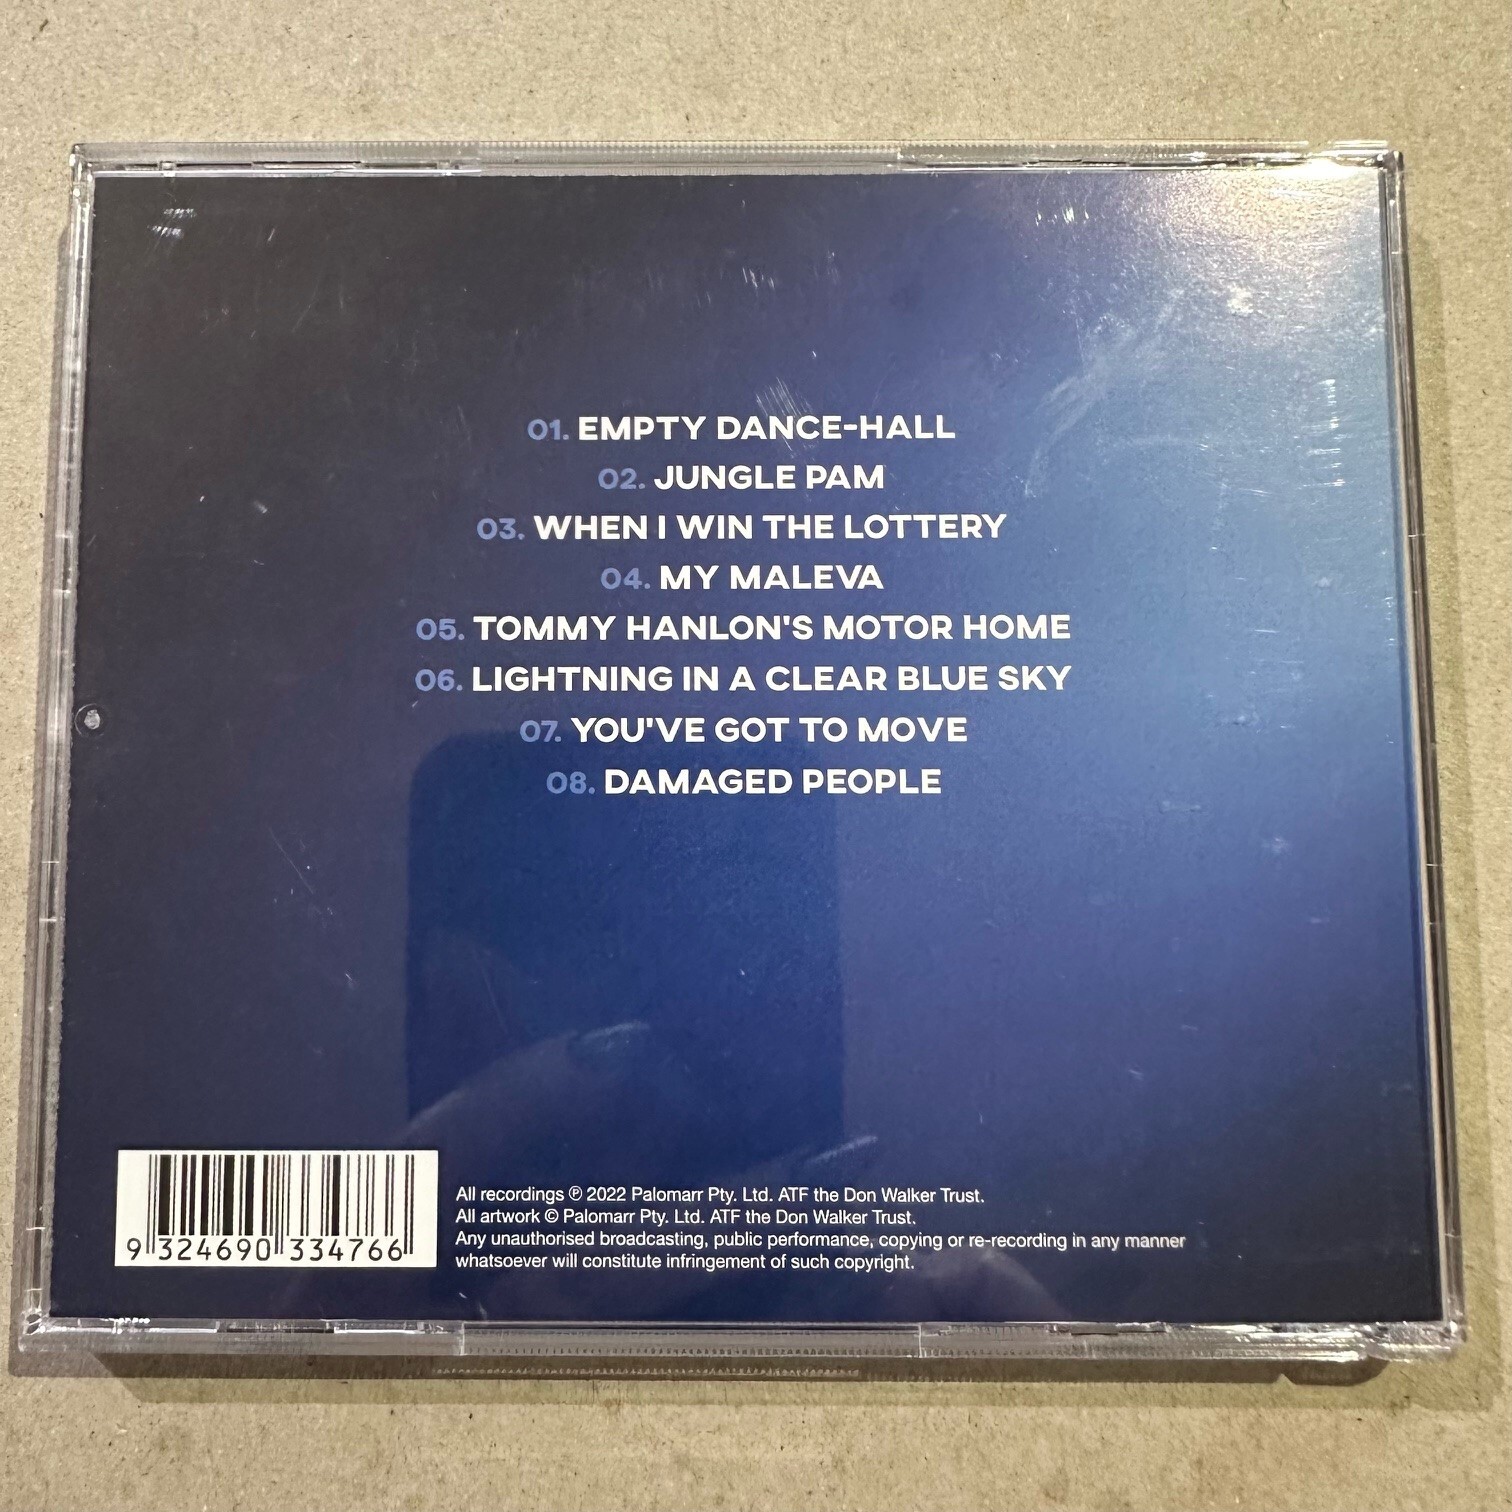 01. EMPTY DANCE-HALL
02. JUNGLE PAM
03. WHEN I WIN THE LOTTERY
04. MY MALEVA
05. TOMMY HANLON'S MOTOR HOME
06. LIGHTNING IN A CLEAR BLUE SKY
07. YOU'VE GOT TO MOVE
08. DAMAGED PEOPLE
9 324690 334766
All recordings ℗ 2022 Palomarr Pty. Ltd. ATF the Don Walker Trust.
All artwork © Palomarr Pty. Ltd. ATF the Don Walker Trust.
Any unauthorised broadcasting, public performance, copying or re-recording in any manner
whatsoever will constitute infringement of such copyright.